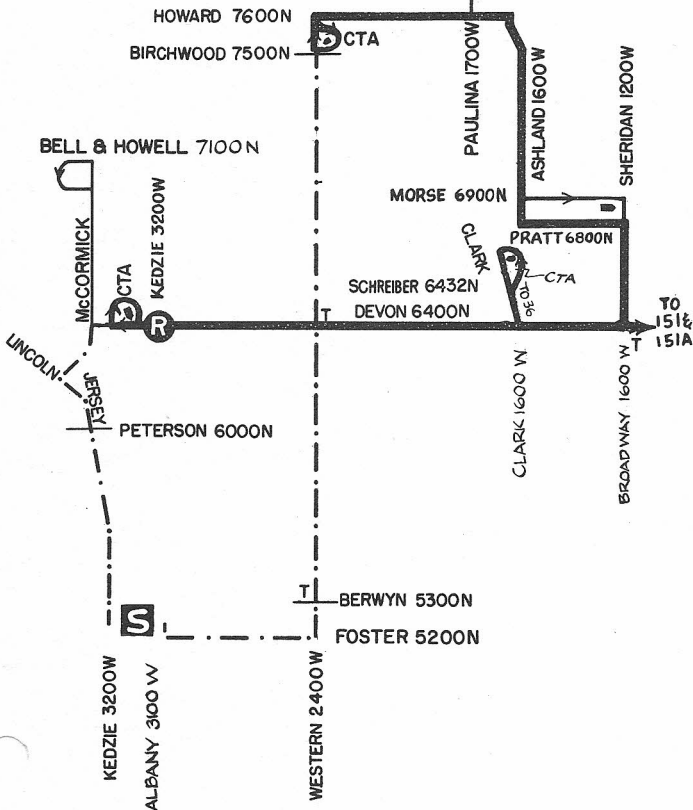 HOWARD 7600N
CTA
BIRCHWOOD 7500N
PAULINA 1700W
ASHLAND 1600W
SHERIDAN 1200W
BELL & HOWELL 7100N
MORSE 6900N
McCORMICK
CTA
KEDZIE 3200W
CLARK
PRATT 6800N
CTA
SCHREIBER 6432N
TO 36
DEVON 6400N
R
T
TO
151 &
151A
T
LINCOLN
JERSEY
PETERSON 6000N
CLARK 1600 W
BROADWAY 1600 W
T
BERWYN 5300N
S
FOSTER 5200N
KEDZIE 3200W
ALBANY 3100 W
WESTERN 2400W